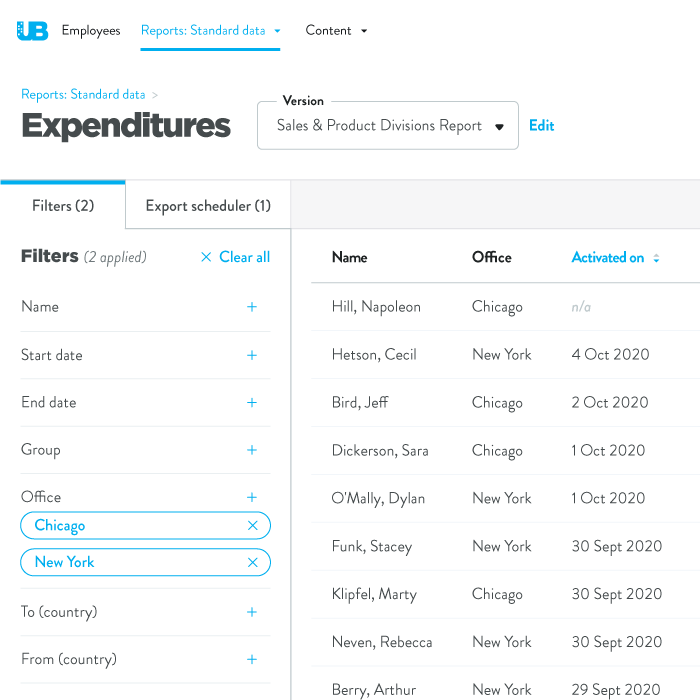 UB Employees Reports: Standard data Content
Reports: Standard data >
Expenditures
Version
Sales & Product Divisions Report
Edit
Filters (2) Export scheduler (1)
Filters (2 applied) × Clear all
Name +
Start date +
End date +
Group +
Office +
Chicago ×
New York ×
To (country) +
From (country) +
Name Office Activated on
Hill, Napoleon Chicago n/a
Hetson, Cecil New York 4 Oct 2020
Bird, Jeff Chicago 2 Oct 2020
Dickerson, Sara Chicago 1 Oct 2020
O'Mally, Dylan New York 1 Oct 2020
Funk, Stacey New York 30 Sept 2020
Klipfel, Marty Chicago 30 Sept 2020
Neven, Rebecca New York 30 Sept 2020
Berry, Arthur New York 29 Sept 2020